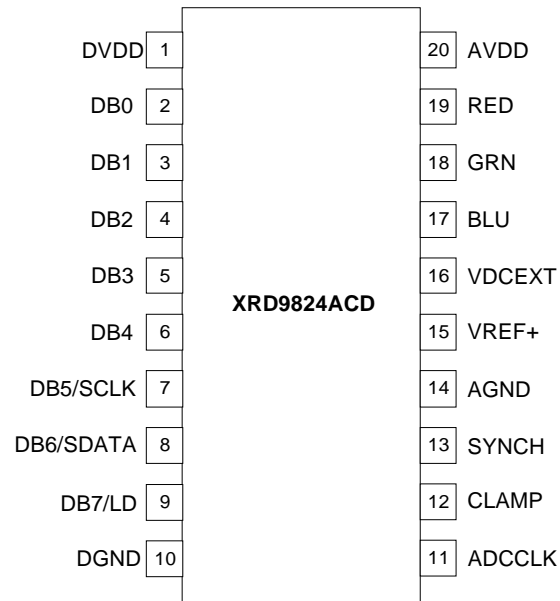 DVDD 1 20 AVDD
DB0 2 19 RED
DB1 3 18 GRN
DB2 4 17 BLU
DB3 5 16 VDCEXT
XRD9824ACD
DB4 6 15 VREF+
DB5/SCLK 7 14 AGND
DB6/SDATA 8 13 SYNCH
DB7/LD 9 12 CLAMP
DGND 10 11 ADCCLK